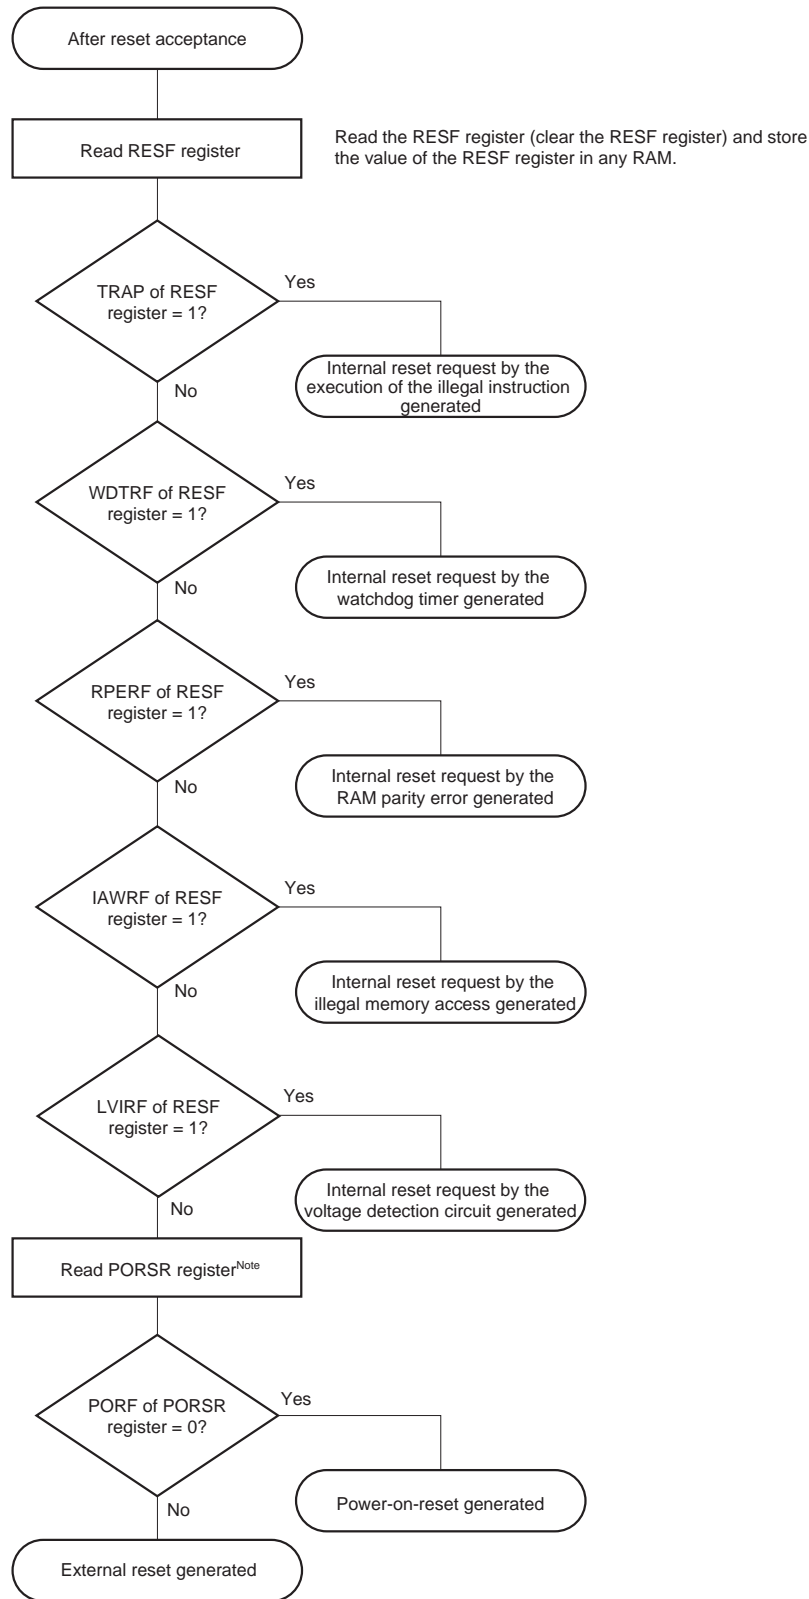 After reset acceptance
Read RESF register
Read the RESF register (clear the RESF register) and store
the value of the RESF register in any RAM.
TRAP of RESF
register = 1?
Yes
Internal reset request by the
execution of the illegal instruction
generated
No
WDTRF of RESF
register = 1?
Yes
Internal reset request by the
watchdog timer generated
No
RPERF of RESF
register = 1?
Yes
Internal reset request by the
RAM parity error generated
No
IAWRF of RESF
register = 1?
Yes
Internal reset request by the
illegal memory access generated
No
LVIRF of RESF
register = 1?
Yes
Internal reset request by the
voltage detection circuit generated
No
Read PORSR registerNote
PORF of PORSR
register = 0?
Yes
Power-on-reset generated
No
External reset generated